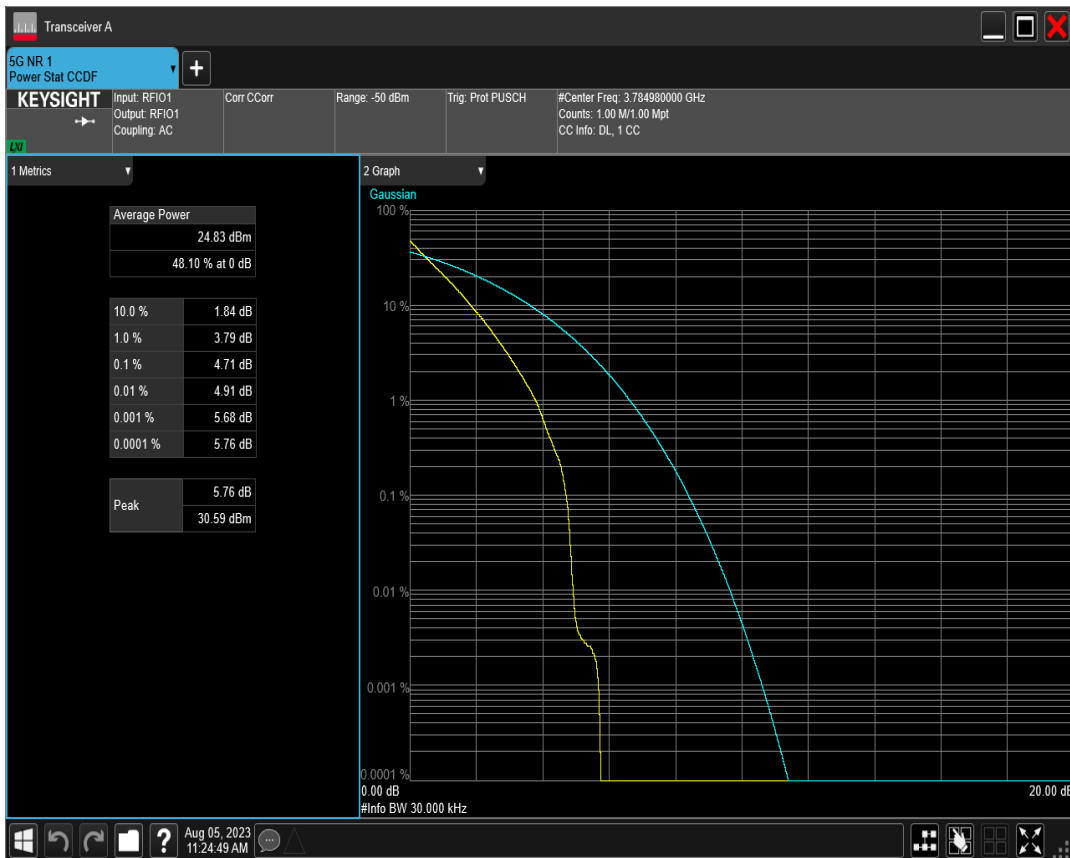 Transceiver A
5G NR 1
Power Stat CCDF
KEYSIGHT
LXI
Input: RFIO1
Output: RFIO1
Coupling: AC
Corr CCorr
Range: -50 dBm
Trig: Prot PUSCH
#Center Freq: 3.784980000 GHz
Counts: 1.00 M/1.00 Mpt
CC Info: DL, 1 CC
1 Metrics
Average Power
24.83 dBm
48.10 % at 0 dB
10.0 % 1.84 dB
1.0 % 3.79 dB
0.1 % 4.71 dB
0.01 % 4.91 dB
0.001 % 5.68 dB
0.0001 % 5.76 dB
Peak 5.76 dB
30.59 dBm
2 Graph
Gaussian
100 %
10 %
1 %
0.1 %
0.01 %
0.001 %
0.0001 %
0.00 dB 20.00 dB
#Info BW 30.000 kHz
Aug 05, 2023
11:24:49 AM